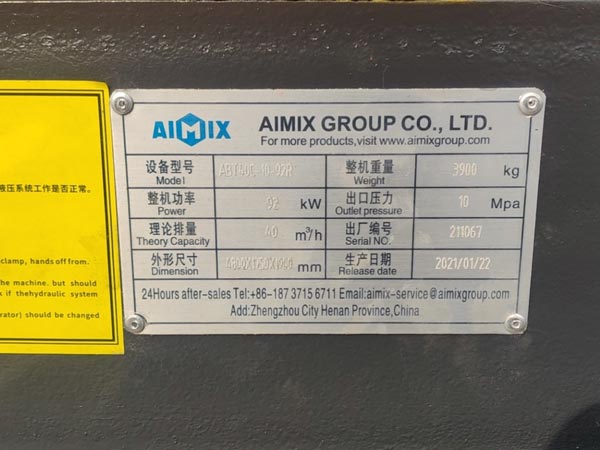 AIMIX
AIMIX GROUP CO., LTD.
For more products,visit www.aimixgroup.com
设备型号 ABT40C-10-92R 整机重量 3900 kg
Model Weight
整机功率 92 kW 出口压力 10 Mpa
Power Outlet pressure
理论排量 40 m³/h 出厂编号 211067
Theory Capacity Serial NO.
外形尺寸 mm 生产日期 2021/01/22
Dimension Release date
24Hours after-sales Tel:+86-187 3715 6711 Email:aimix-service@aimixgroup.com
Add:Zhengzhou City Henan Province,China
液压系统工作是否正常。
clamp, hands off from.
he machine. but should
if thehydraulic system
rator) should be changed